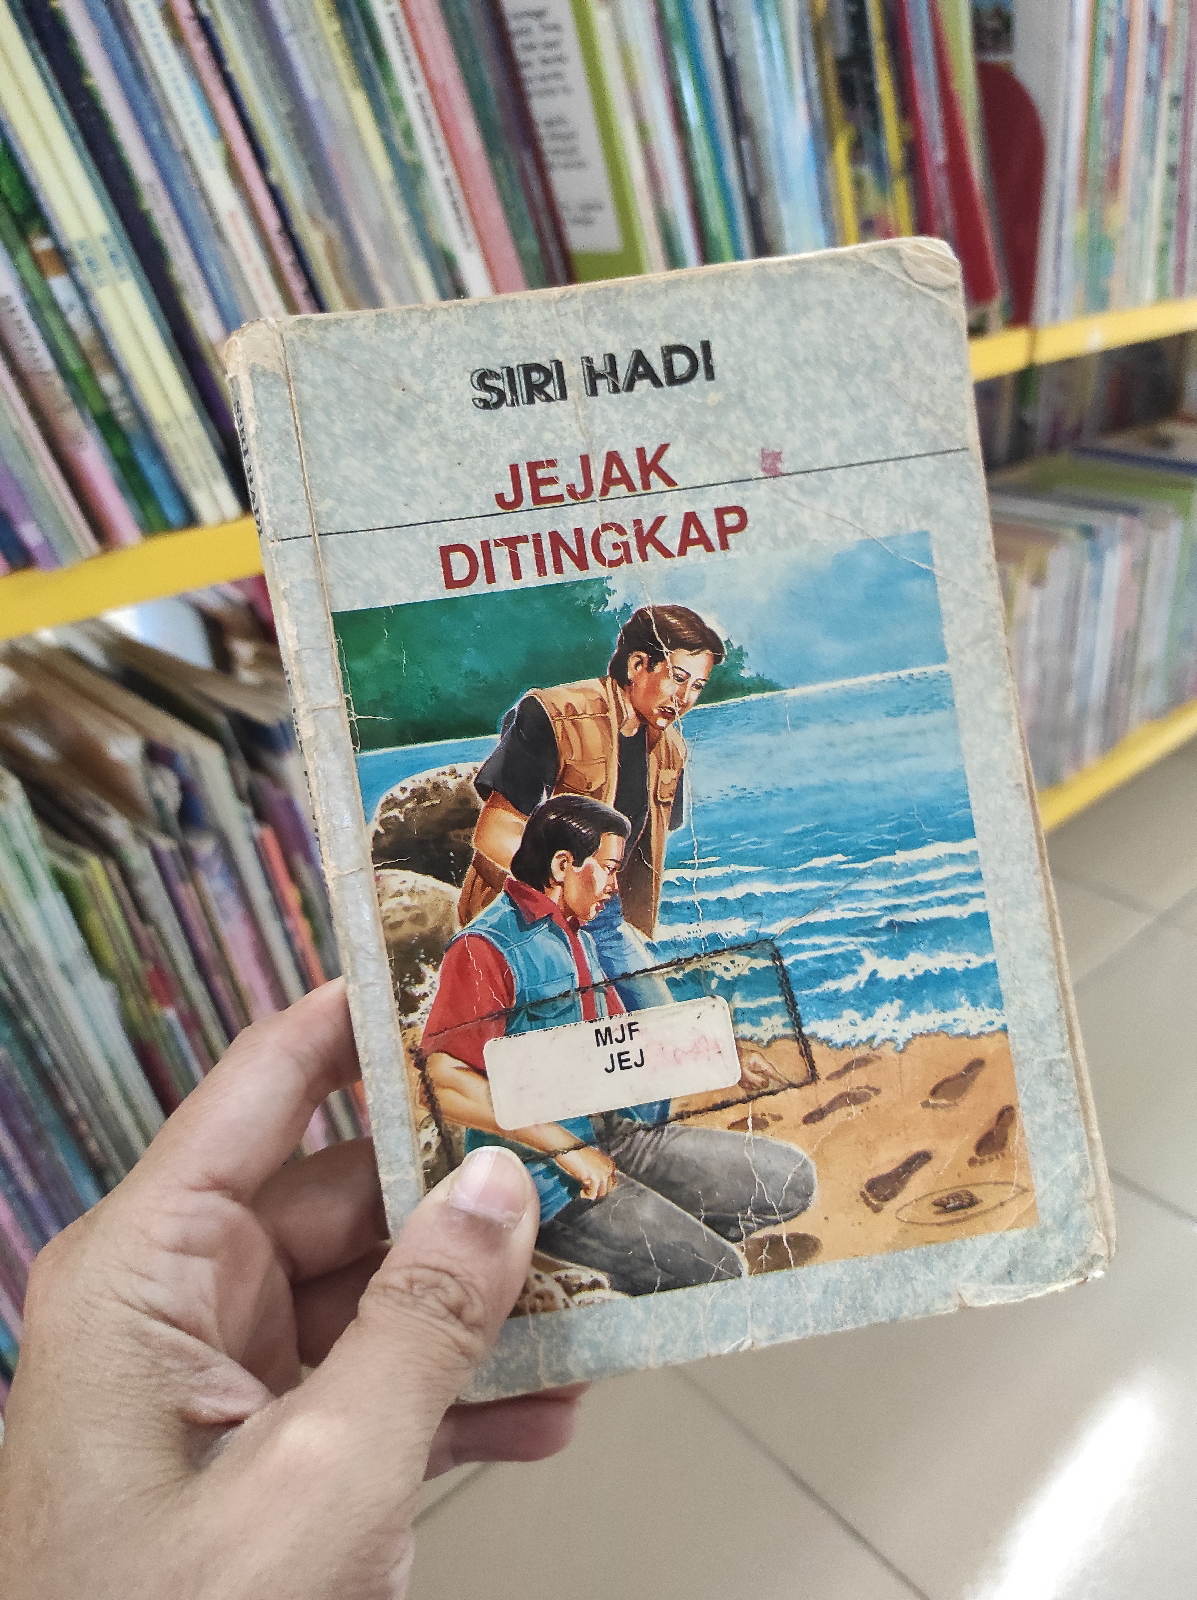 SIRI HADI
JEJAK
DITINGKAP
MJF
JEJ